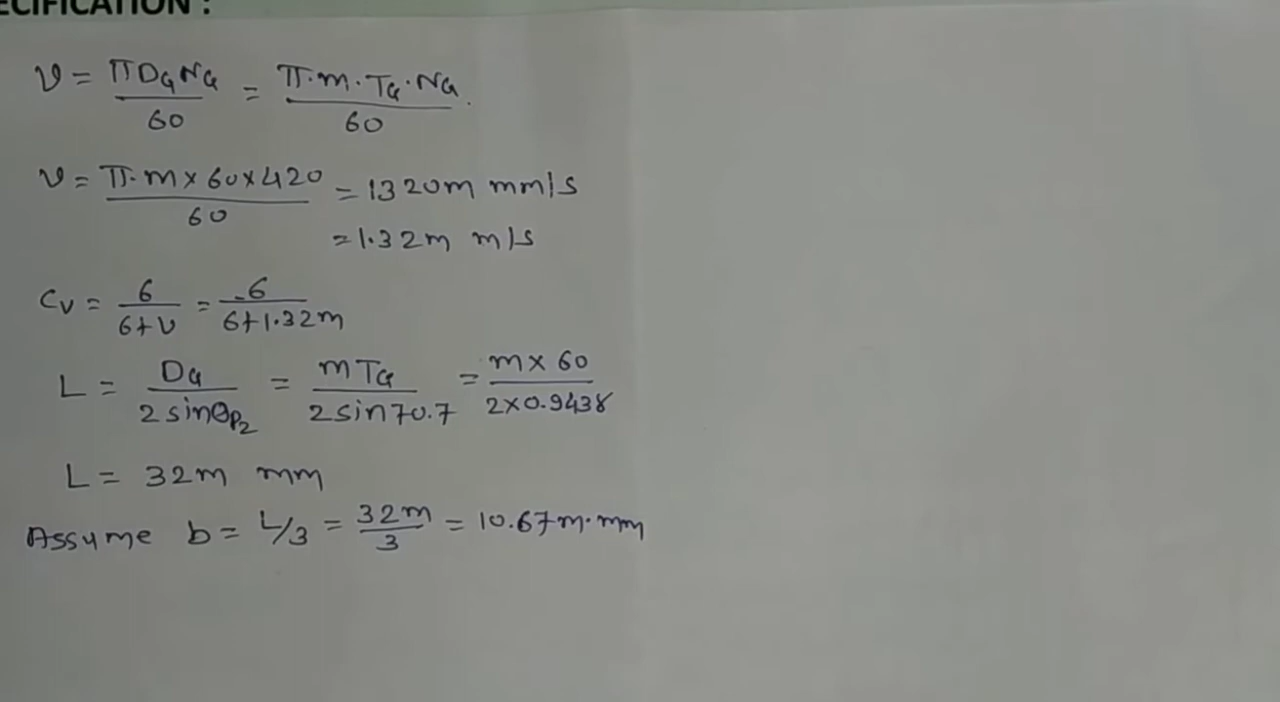 ECIFICATION :
V = πDGNG/60 = π.m.TG.NG/60.
V = π.m×60×420/60 = 1320m mm/s
= 1.32m m/s
CV = 6/6+V = 6/6+1.32m
L = DG/2sinθP2 = mTG/2sin70.7 = m×60/2×0.9438
L = 32m mm
Assume b = L/3 = 32m/3 = 10.67m.mm